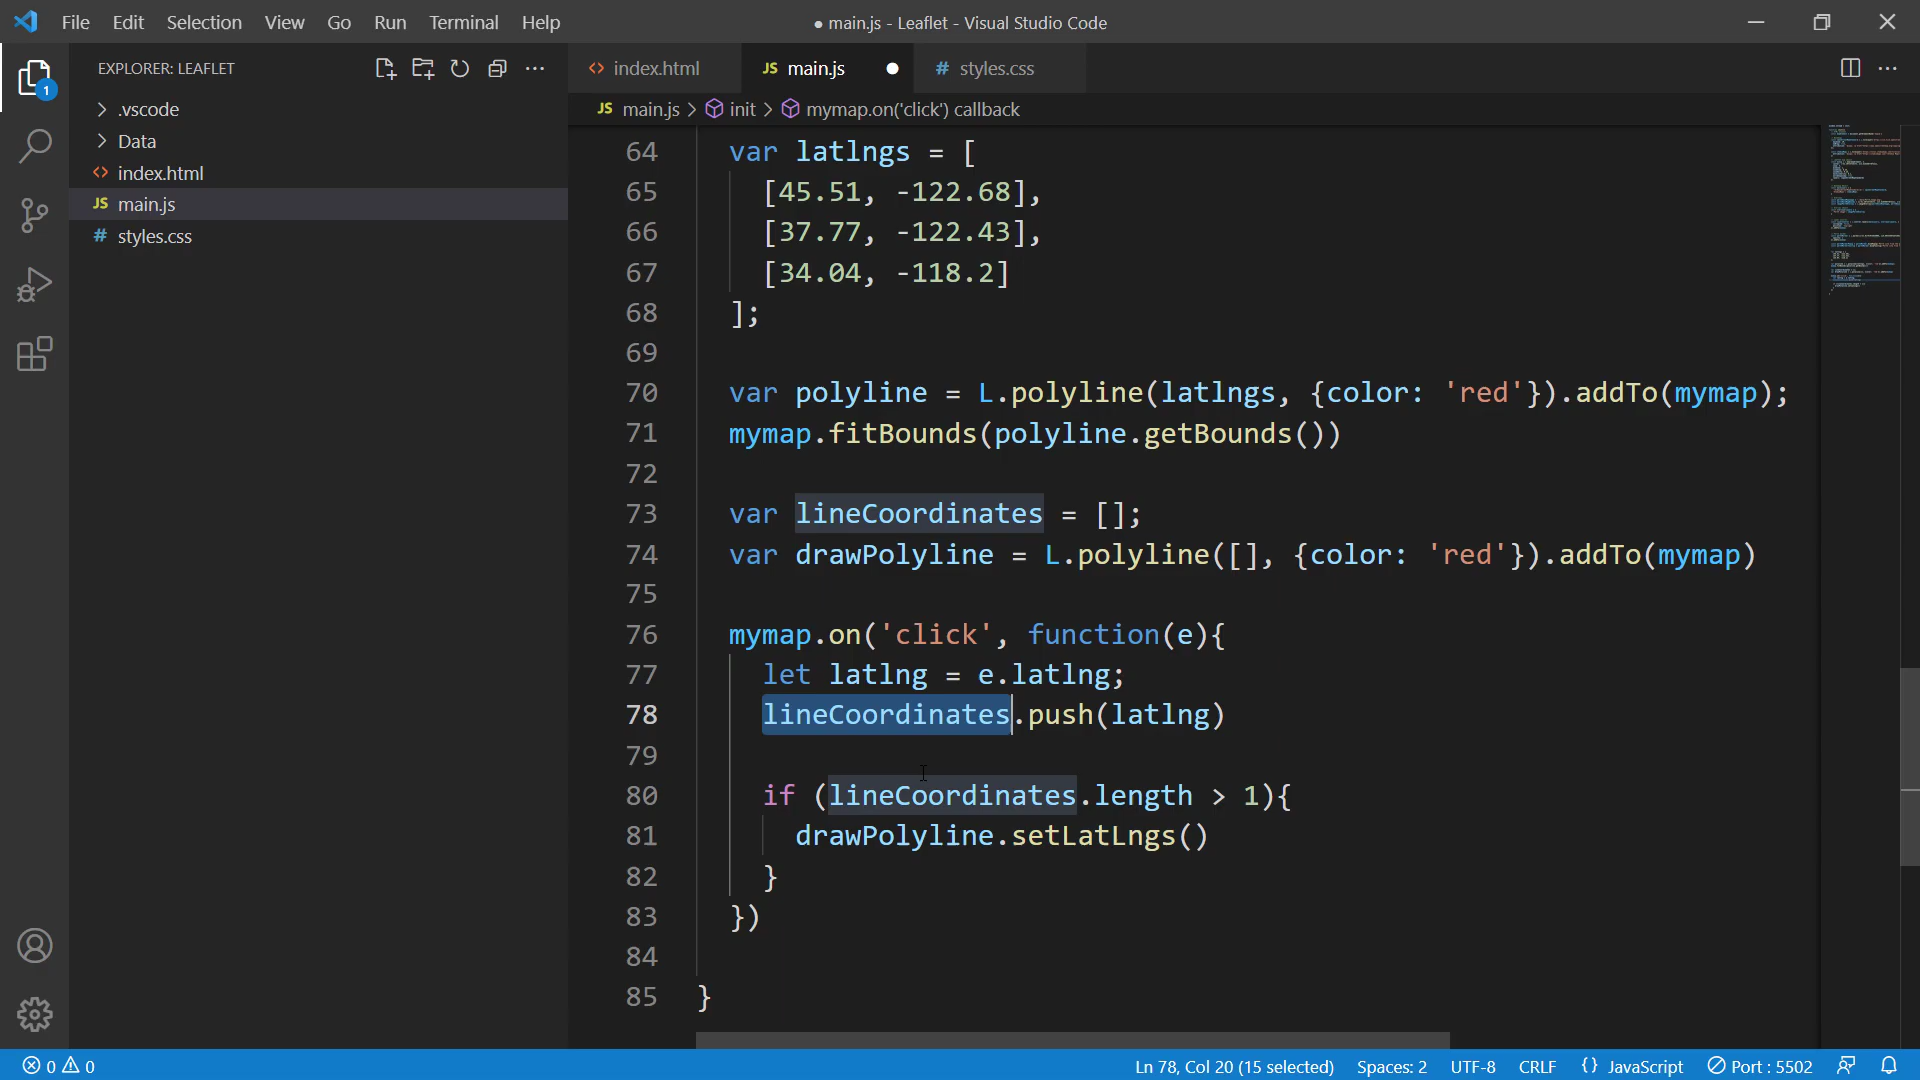 File Edit Selection View Go Run Terminal Help
● main.js - Leaflet - Visual Studio Code
EXPLORER: LEAFLET
1
.vscode
Data
index.html
main.js
styles.css
index.html
JS main.js
# styles.css
JS main.js > init > mymap.on('click') callback
64 var latlngs = [
65 [45.51, -122.68],
66 [37.77, -122.43],
67 [34.04, -118.2]
68 ];
69
70 var polyline = L.polyline(latlngs, {color: 'red'}).addTo(mymap);
71 mymap.fitBounds(polyline.getBounds())
72
73 var lineCoordinates = [];
74 var drawPolyline = L.polyline([], {color: 'red'}).addTo(mymap)
75
76 mymap.on('click', function(e){
77 let latlng = e.latlng;
78 lineCoordinates.push(latlng)
79
80 if (lineCoordinates.length > 1){
81 drawPolyline.setLatLngs()
82 }
83 })
84
85 }
0 0 Ln 78, Col 20 (15 selected) Spaces: 2 UTF-8 CRLF {} JavaScript Port : 5502